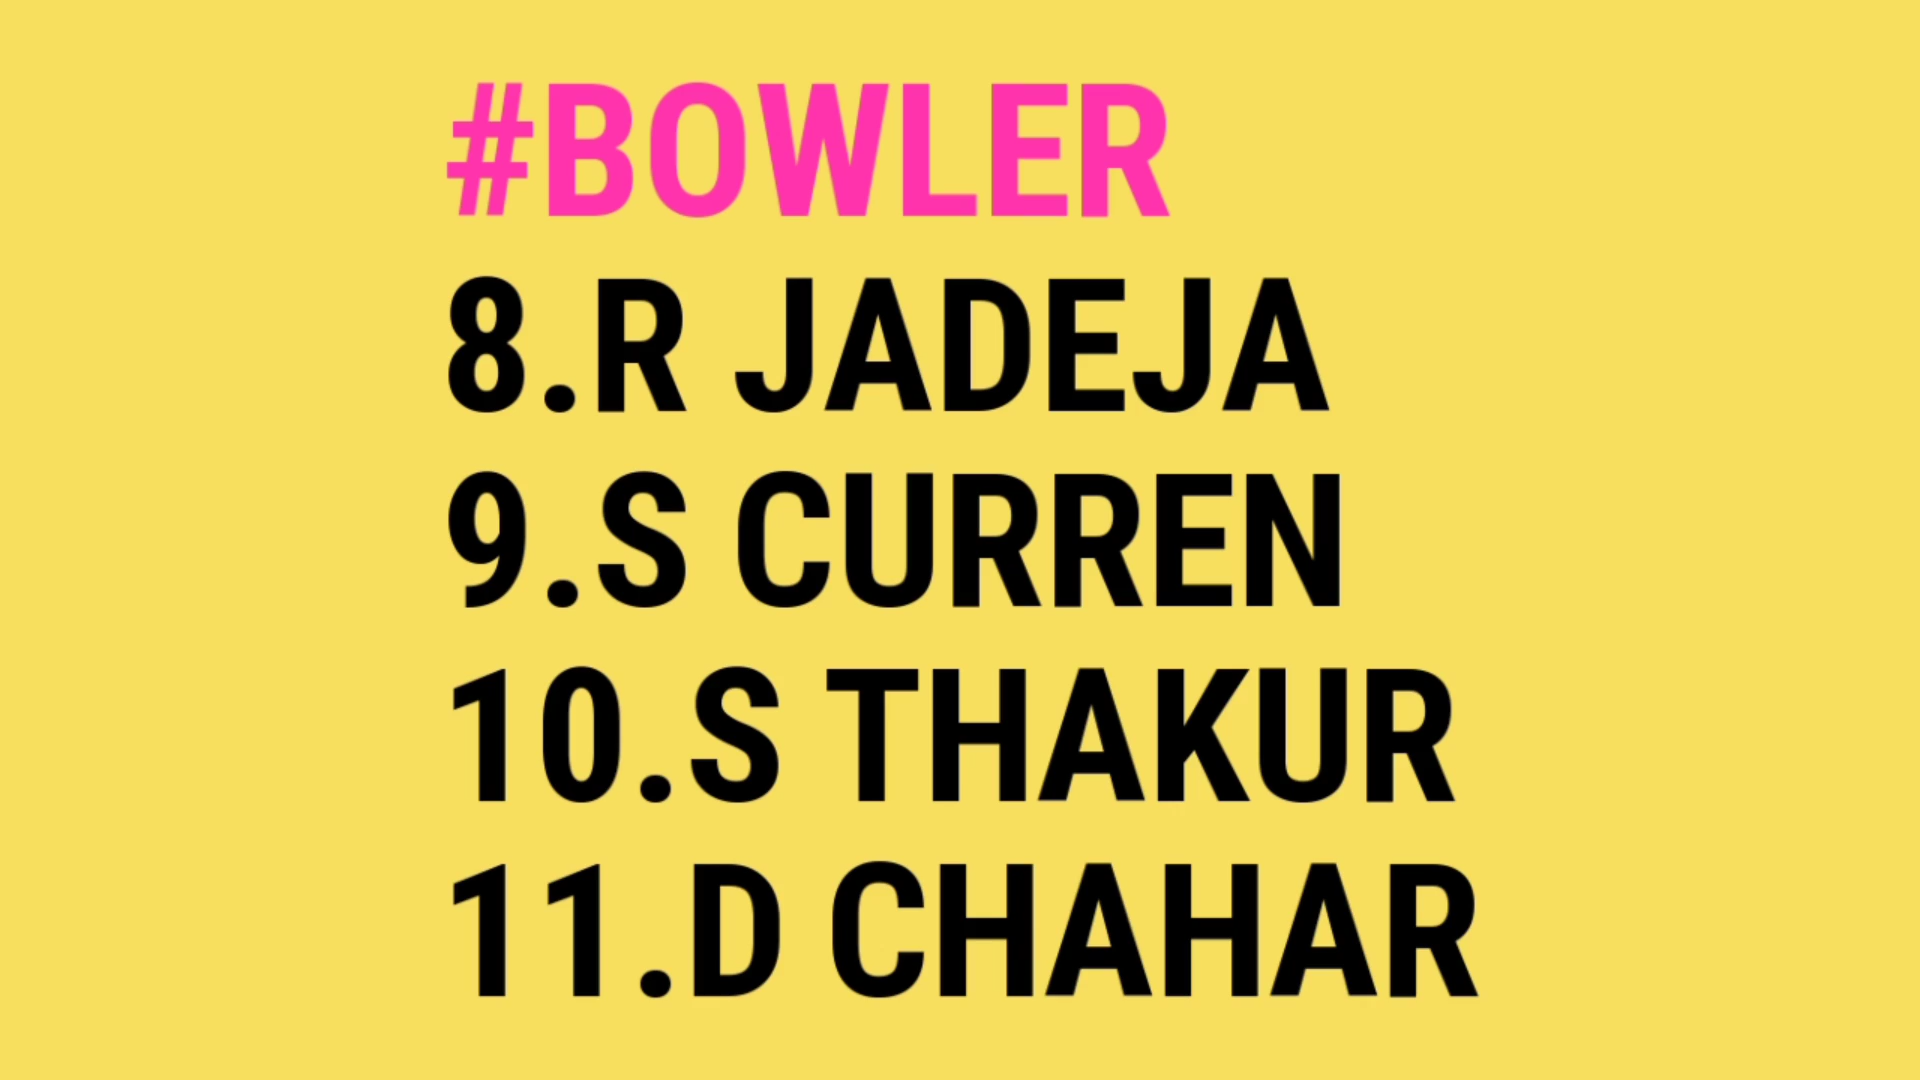 #BOWLER
8.R JADEJA
9.S CURREN
10.S THAKUR
11.D CHAHAR